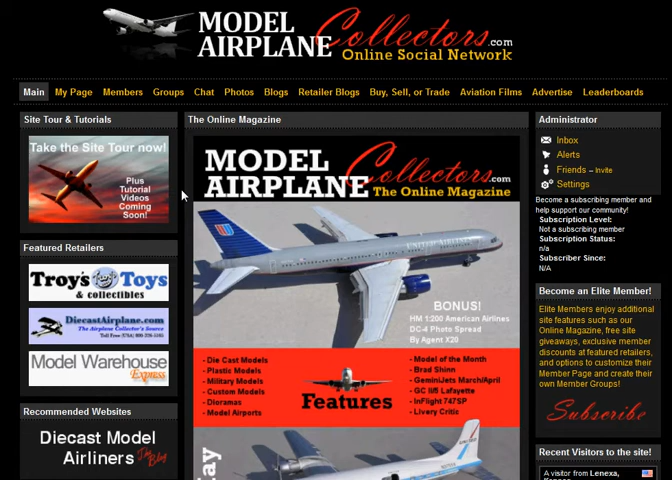 MODEL
AIRPLANE
Collectors.com
Online Social Network
Main My Page Members Groups Chat Photos Blogs Retailer Blogs Buy, Sell, or Trade Aviation Films Advertise Leaderboards
Site Tour & Tutorials
Take the Site Tour now!
Plus
Tutorial
Videos
Coming
Soon!
Featured Retailers
Troy's Toys
& collectibles
DiecastAirplane.com
The Airplane Collector's Source
Model Warehouse
Express
Recommended Websites
Diecast Model
Airliners The Blog
The Online Magazine
MODEL
AIRPLANE
Collectors.com
The Online Magazine
UNITED AIRLINES
BONUS!
HM 1:200 American Airlines
DC-4 Photo Spread
By Agent X20
- Die Cast Models
- Plastic Models
- Military Models
- Custom Models
- Dioramas
- Model Airports
Features
- Model of the Month
- Brad Shinn
- GeminiJets March/April
- GC II/5 Lafayette
- InFlight 747SP
- Livery Critic
Administrator
Inbox
Alerts
Friends – Invite
Settings
Become a subscribing member and
help support our community!
Subscription Level:
Not a subscribing member
Subscription Status:
n/a
Subscriber Since:
N/A
Become an Elite Member!
Elite Members enjoy additional
site features such as our
Online Magazine, free site
giveaways, exclusive member
discounts at featured retailers,
and options to customize their
Member Page and create their
own Member Groups!
Subscribe
Recent Visitors to the site!
A visitor from Lenexa,